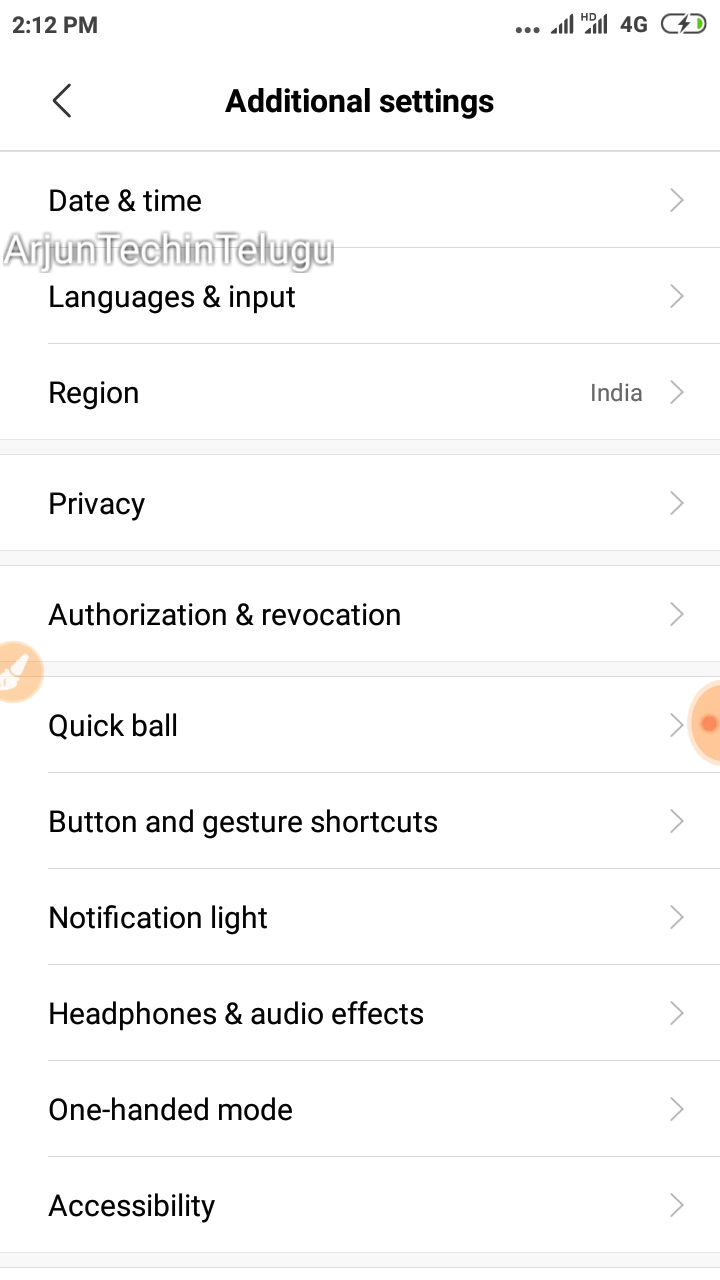 2:12 PM
HD
4G
Additional settings
Date & time
ArjunTechinTelugu
Languages & input
Region
India
Privacy
Authorization & revocation
Quick ball
Button and gesture shortcuts
Notification light
Headphones & audio effects
One-handed mode
Accessibility